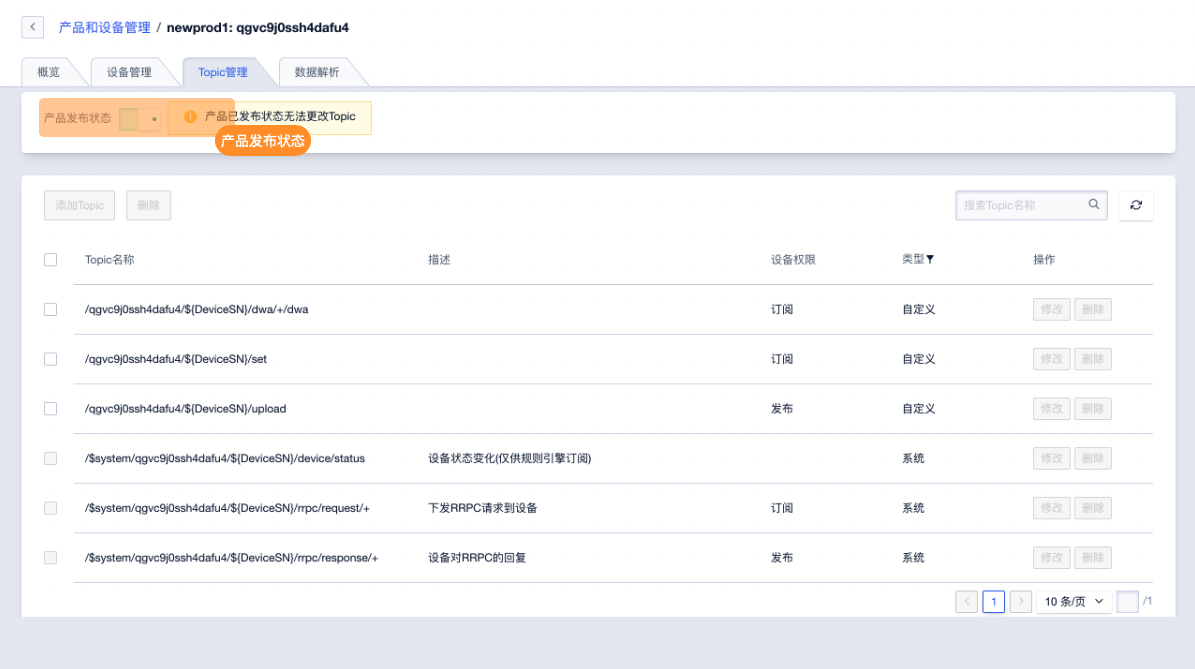 产品和设备管理 / newprod1: qgvc9j0ssh4dafu4
概览 设备管理 Topic管理 数据解析
产品发布状态 产品已发布状态无法更改Topic
产品发布状态
添加Topic 删除 搜索Topic名称
Topic名称 描述 设备权限 类型 操作
/qgvc9j0ssh4dafu4/${DeviceSN}/dwa/+/dwa 订阅 自定义 修改 删除
/qgvc9j0ssh4dafu4/${DeviceSN}/set 订阅 自定义 修改 删除
/qgvc9j0ssh4dafu4/${DeviceSN}/upload 发布 自定义 修改 删除
/$system/qgvc9j0ssh4dafu4/${DeviceSN}/device/status 设备状态变化(仅供规则引擎订阅) 系统 修改 删除
/$system/qgvc9j0ssh4dafu4/${DeviceSN}/rrpc/request/+ 下发RRPC请求到设备 订阅 系统 修改 删除
/$system/qgvc9j0ssh4dafu4/${DeviceSN}/rrpc/response/+ 设备对RRPC的回复 发布 系统 修改 删除
1 10 条/页 /1